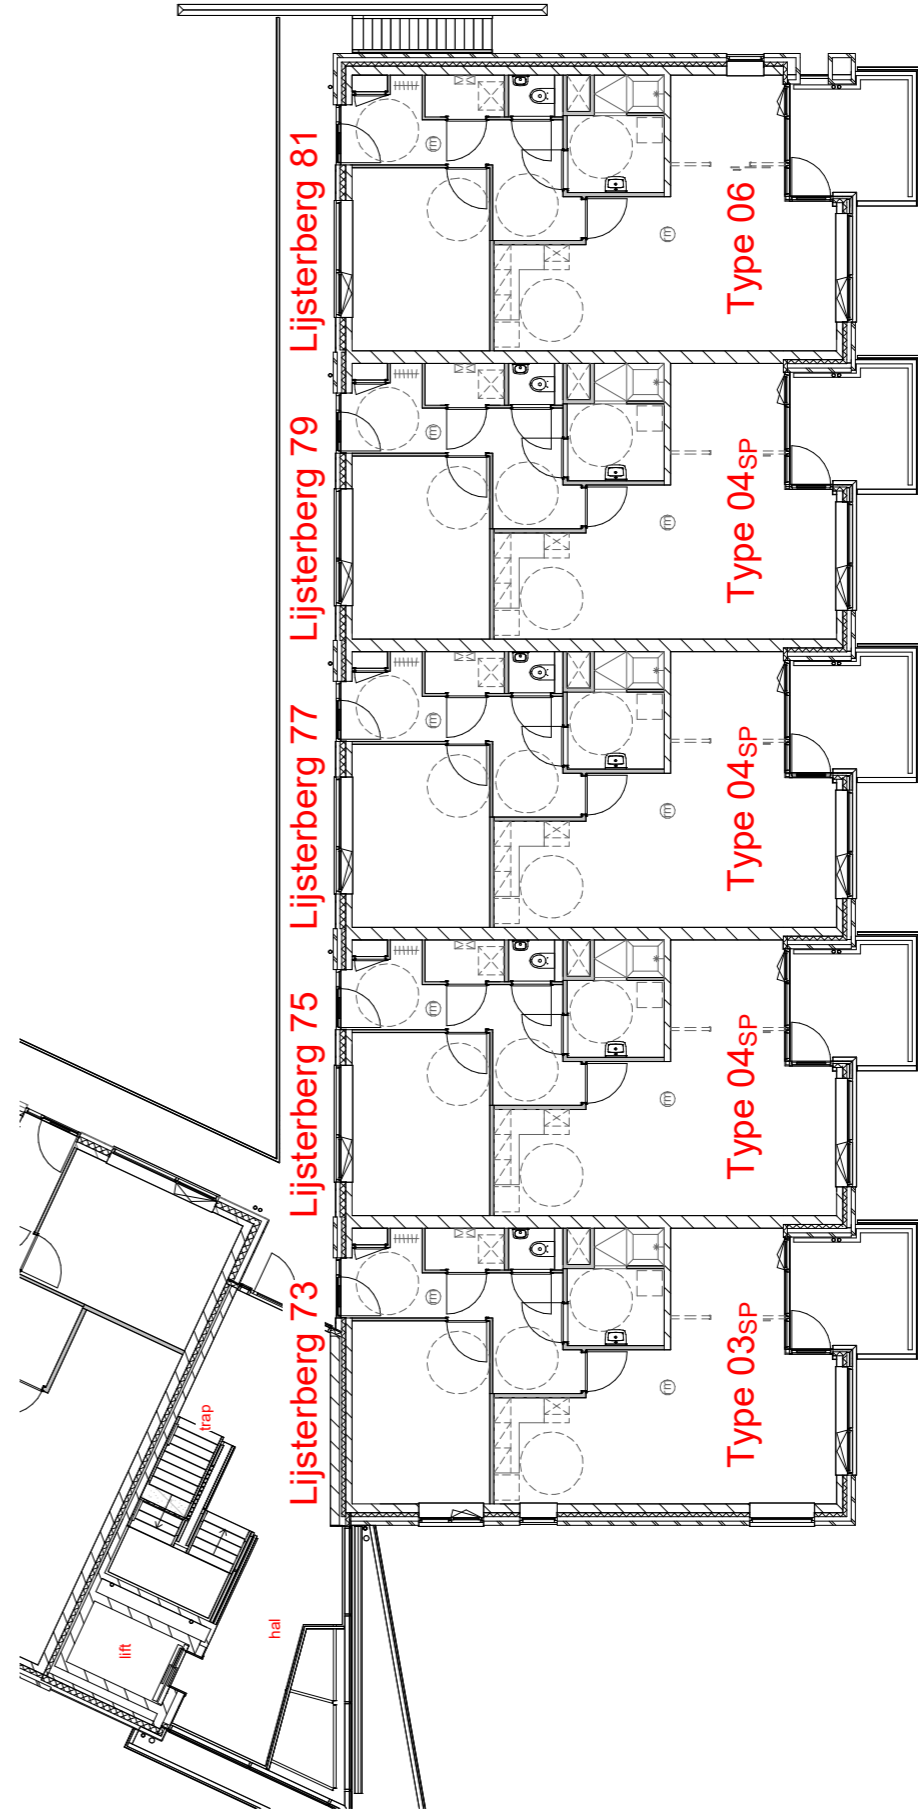 Lijsterberg 81
Type 06
Lijsterberg 79
Type 04SP
Lijsterberg 77
Type 04SP
Lijsterberg 75
Type 04SP
Lijsterberg 73
Type 03SP
trap
hal
lift
m
m
m
m
m
m
m
m
m
m